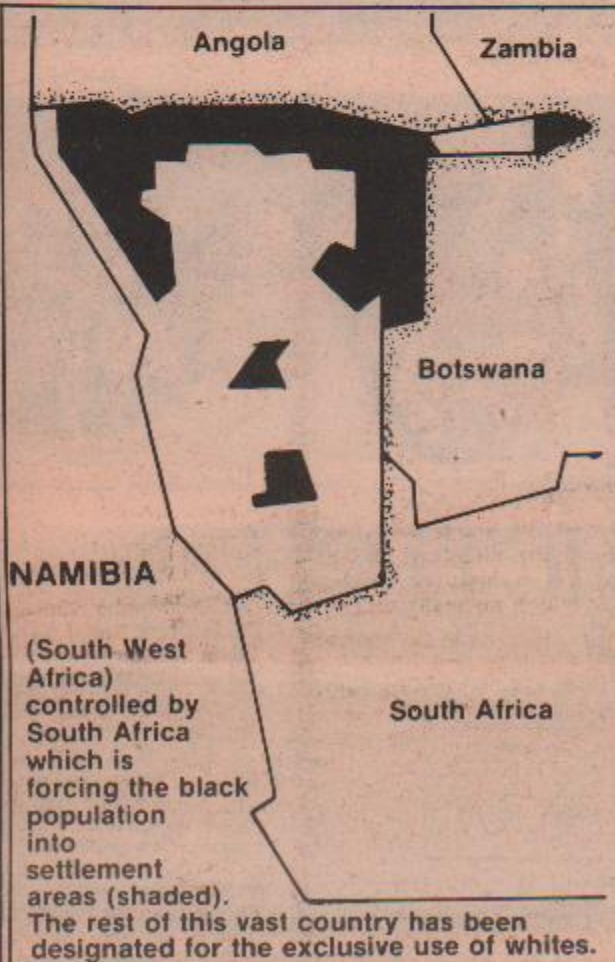 Angola
Zambia
Botswana
NAMIBIA
(South West
Africa)
controlled by
South Africa
which is
forcing the black
population
into
settlement
areas (shaded).
The rest of this vast country has been
designated for the exclusive use of whites.
South Africa